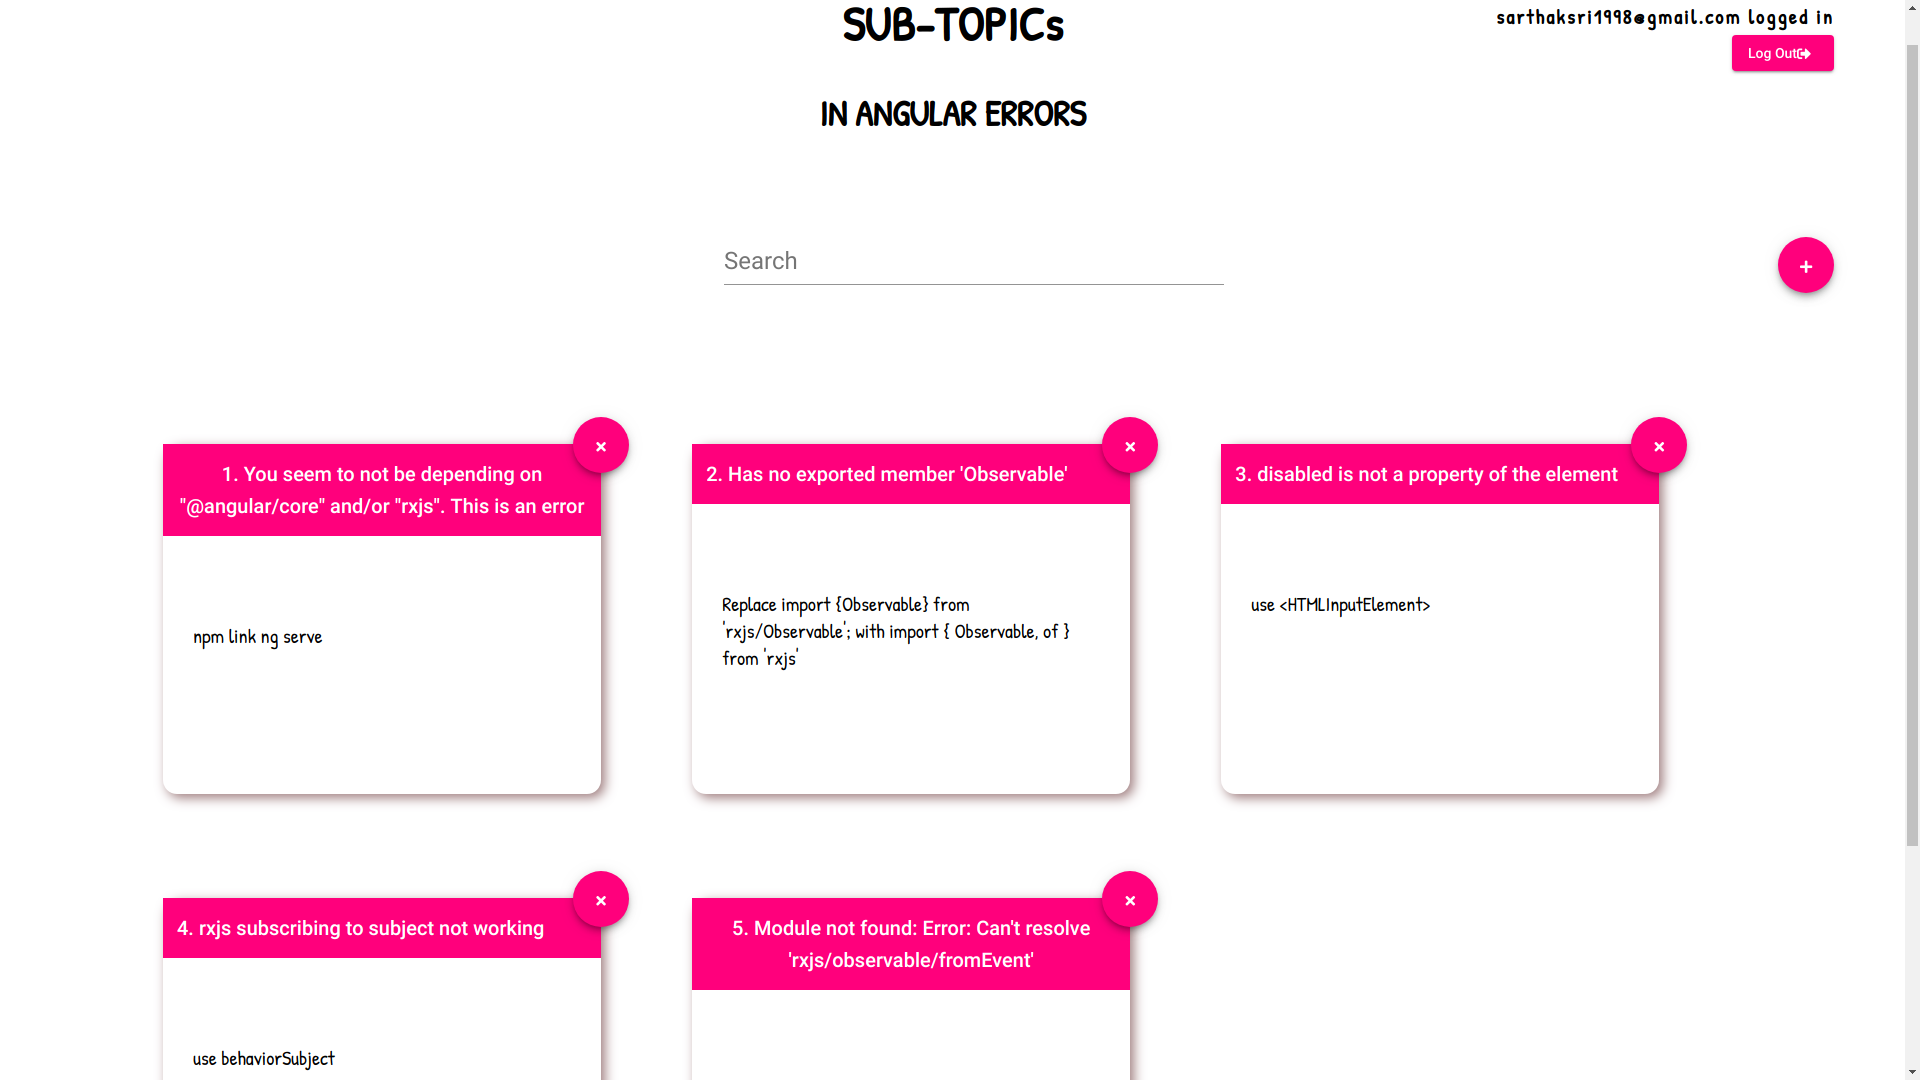 SUB-TOPICs
sarthaksri1998@gmail.com logged in
Log Out
IN ANGULAR ERRORS
Search
+
×
×
×
1. You seem to not be depending on
"@angular/core" and/or "rxjs". This is an error
npm link ng serve
2. Has no exported member 'Observable'
Replace import {Observable} from
'rxjs/Observable'; with import { Observable, of }
from 'rxjs'
3. disabled is not a property of the element
use <HTMLInputElement>
×
×
4. rxjs subscribing to subject not working
use behaviorSubject
5. Module not found: Error: Can't resolve
'rxjs/observable/fromEvent'